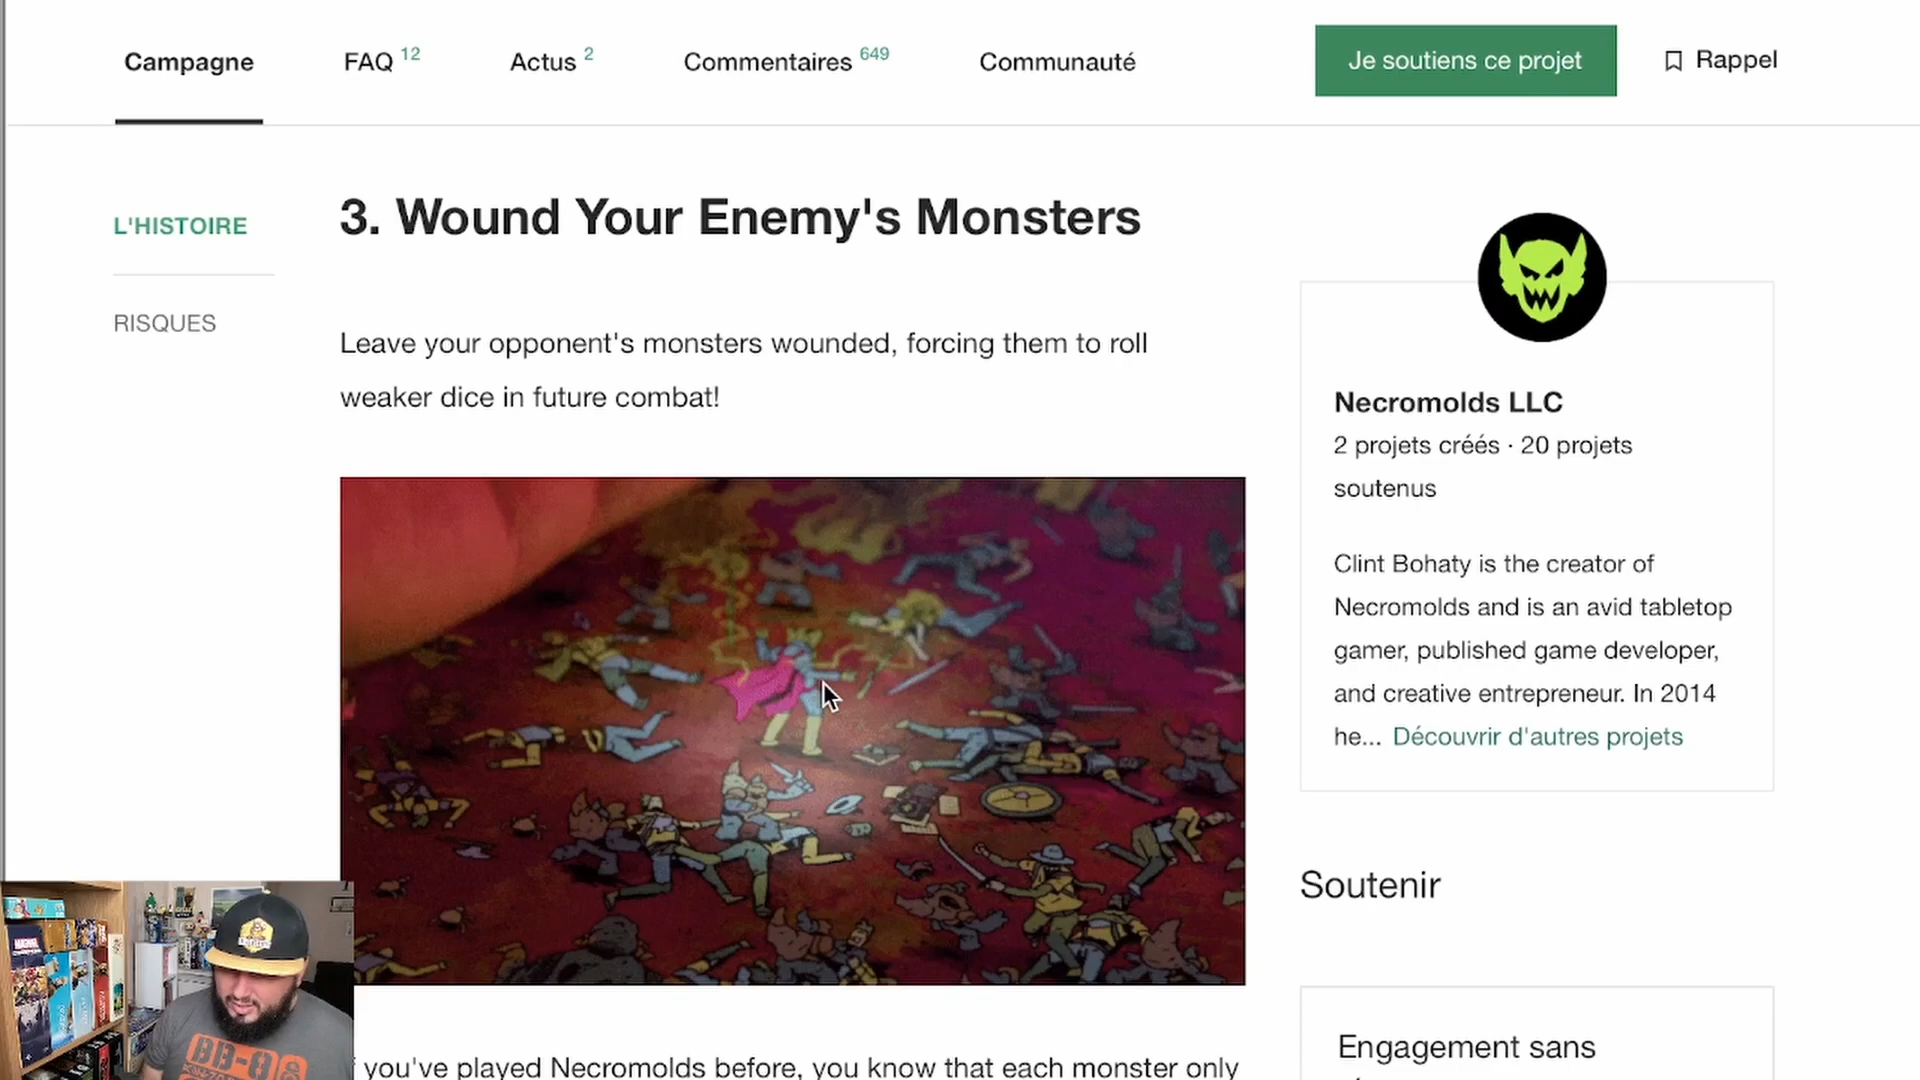 Campagne
FAQ 12
Actus 2
Commentaires 649
Communauté
Je soutiens ce projet
Rappel
L'HISTOIRE
RISQUES
3. Wound Your Enemy's Monsters
Leave your opponent's monsters wounded, forcing them to roll
weaker dice in future combat!
you've played Necromolds before, you know that each monster only
Necromolds LLC
2 projets créés · 20 projets
soutenus
Clint Bohaty is the creator of
Necromolds and is an avid tabletop
gamer, published game developer,
and creative entrepreneur. In 2014
he... Découvrir d'autres projets
Soutenir
Engagement sans
MARVEL
BB-8